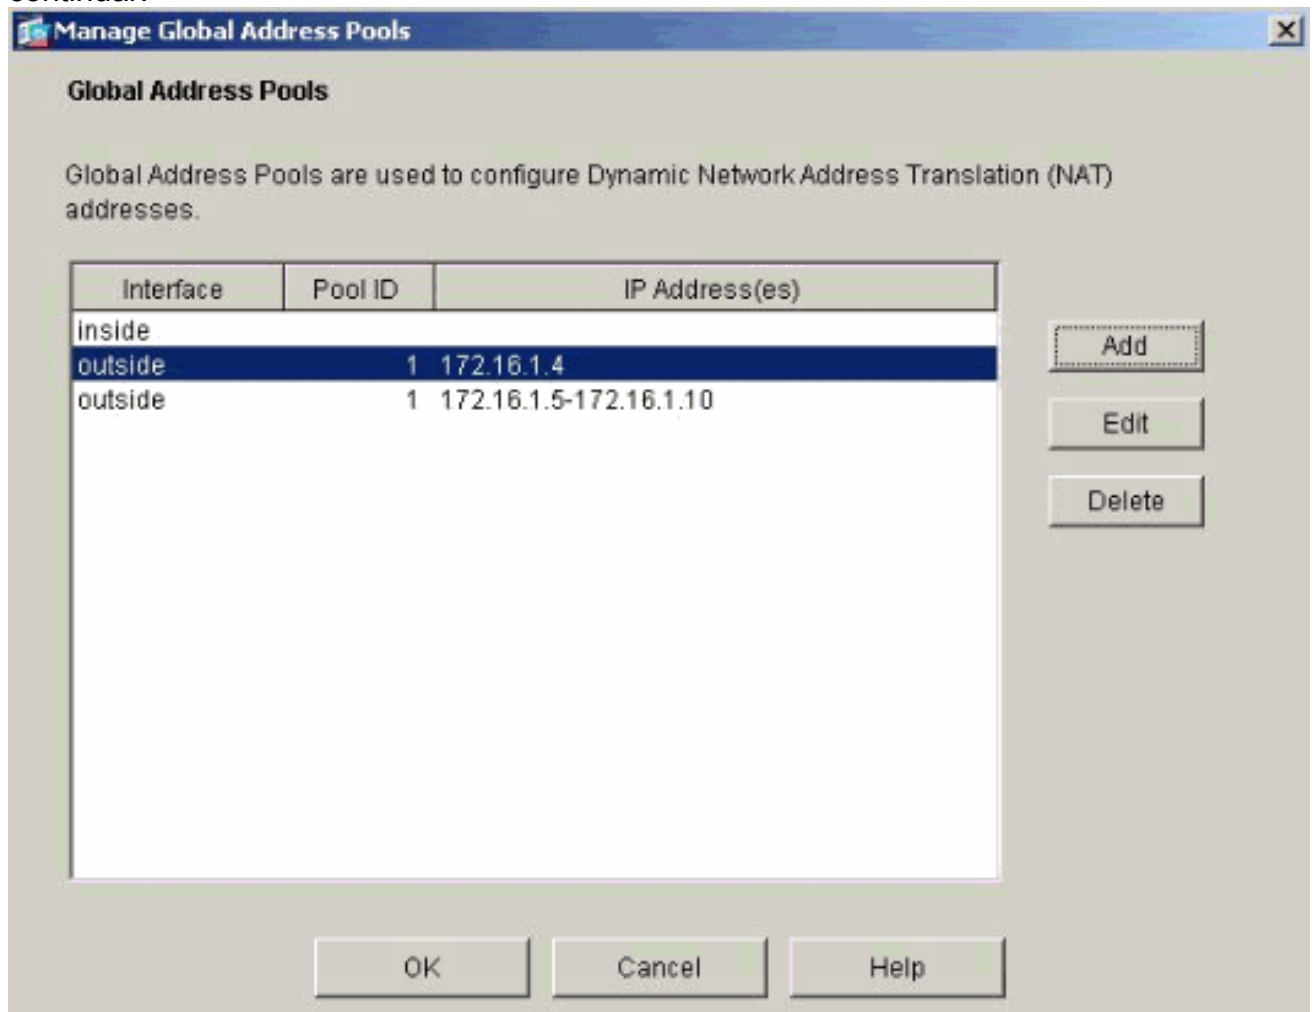 continuar.
Manage Global Address Pools
Global Address Pools
Global Address Pools are used to configure Dynamic Network Address Translation (NAT)
addresses.
Interface Pool ID IP Address(es)
inside
outside 1 172.16.1.4
outside 1 172.16.1.5-172.16.1.10
Add
Edit
Delete
OK Cancel Help